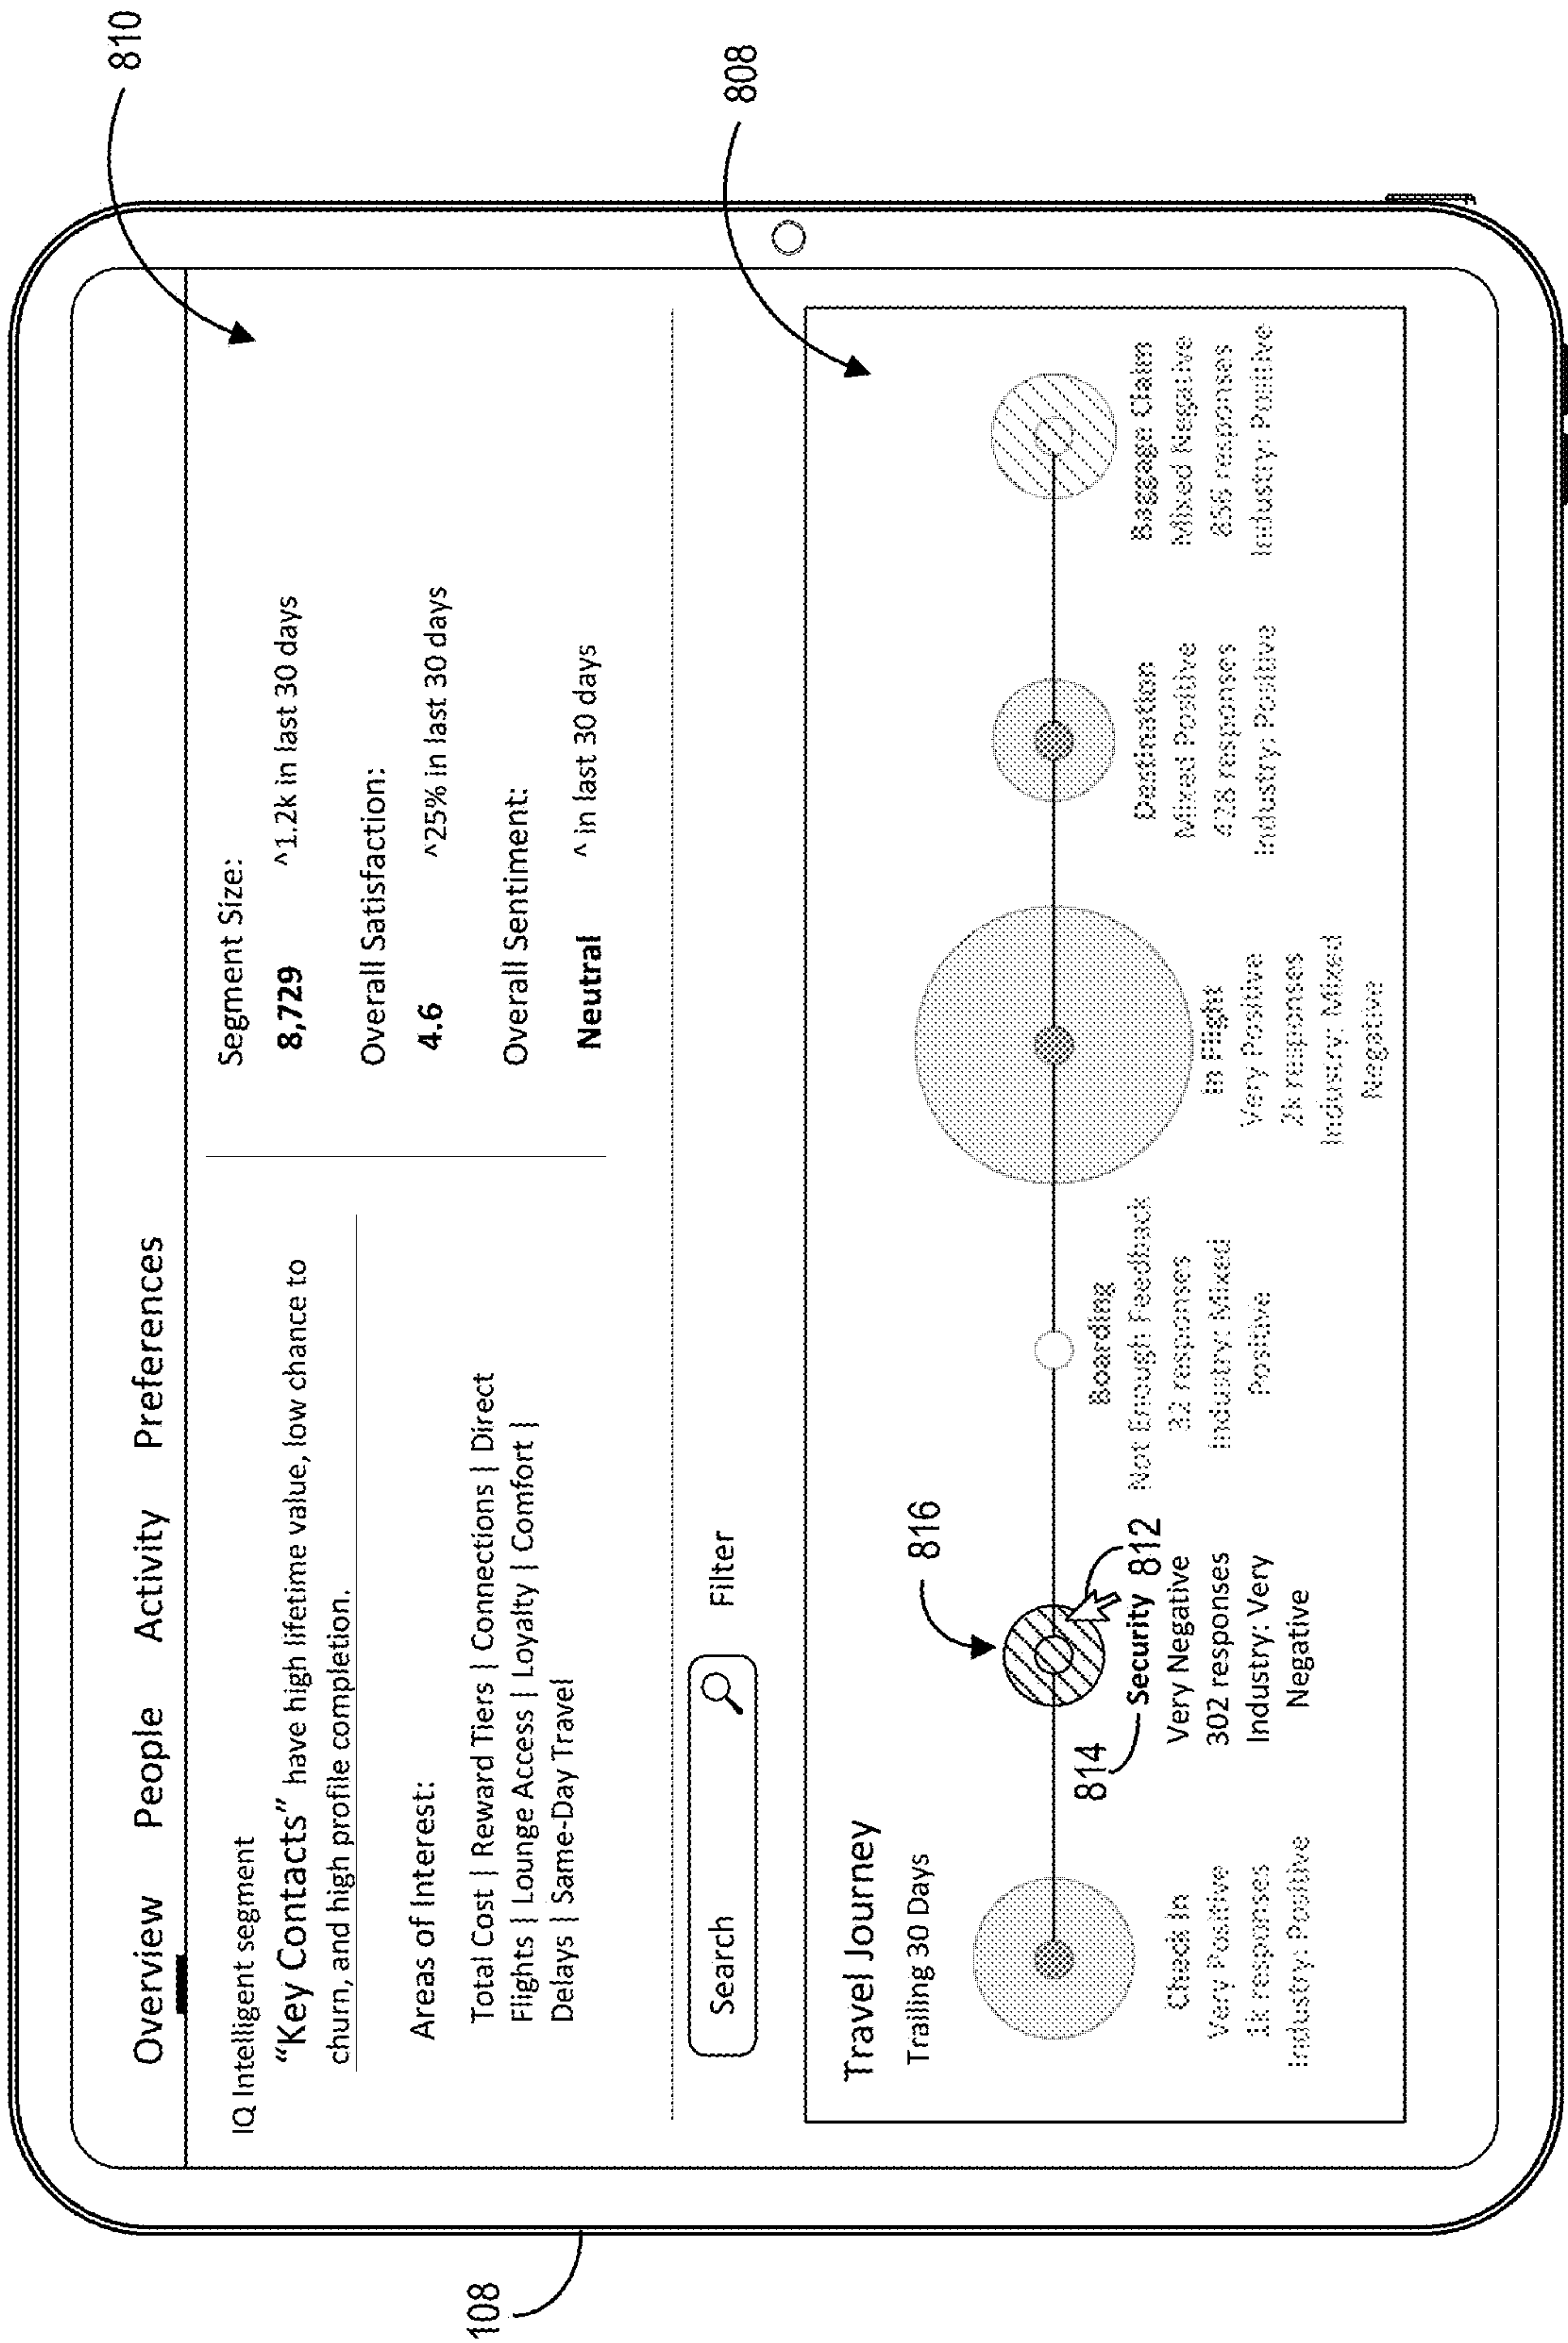 810
808
108
Overview People Activity Preferences
IQ Intelligent segment
“Key Contacts” have high lifetime value, low chance to
churn, and high profile completion.
Areas of Interest:
Total Cost | Reward Tiers | Connections | Direct
Flights | Lounge Access | Loyalty | Comfort |
Delays | Same-Day Travel
Segment Size:
8,729 ^1.2k in last 30 days
Overall Satisfaction:
4.6 ^25% in last 30 days
Overall Sentiment:
Neutral ^ in last 30 days
Search Filter
Travel Journey
Trailing 30 Days
Check In
Very Positive
1k responses
Industry: Positive
816
814
812
Security
Very Negative
302 responses
Industry: Very
Negative
Boarding
Not Enough Feedback
responses
Industry: Mixed
Positive
In Flight
Very Positive
2k responses
Industry: Mixed
Negative
Destination
Mixed Positive
428 responses
Industry: Positive
Baggage Claim
Mixed Negative
responses
Industry: Positive